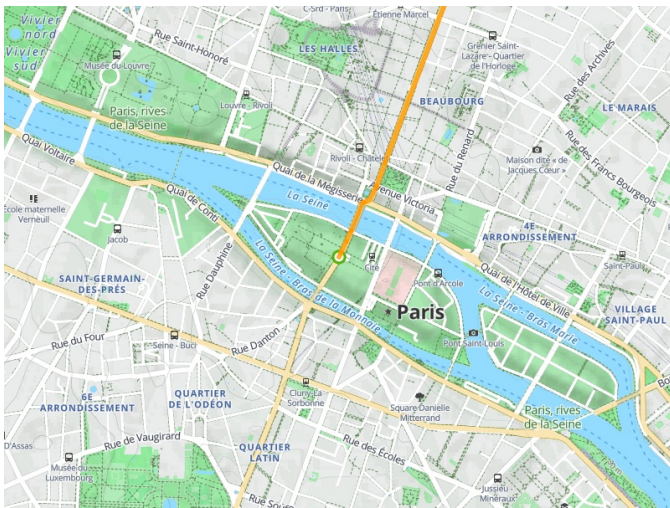 C-Srd - Paris
Étienne Marcel
Vivier
nord
Vivier
sud
Rue Saint-Honoré
LES HALLES
Grenier Saint-
Lazare - Quartier
de l'Horloge
Rue des Archives
Musée du Louvre
Paris, rives
de la Seine
Louvre - Rivoli
BEAUBOURG
LE MARAIS
Quai Voltaire
Rivoli - Châtelet
Rue du Renard
Maison dite « de
Jacques Cœur »
Rue des Francs Bourgeois
Quai de la Mégisserie
Avenue Victoria
Quai de Conti
La Seine
École maternelle
Verneuil
Jacob
Rue Dauphine
La Seine - Bras de la Monnaie
Cité
4E
ARRONDISSEMENT
Saint-Paul
Quai de l'Hôtel de Ville
Pont d'Arcole
La Seine - Bras Marie
SAINT-GERMAIN-
DES-PRÉS
Paris
VILLAGE
SAINT-PAUL
Rue du Four
Seine - Buci
Rue Danton
Pont Saint-Louis
6E
ARRONDISSEMENT
QUARTIER
DE L'ODÉON
Cluny-La
Sorbonne
Square Danielle
Mitterrand
Paris, rives
de la Seine
D'Assas
Rue de Vaugirard
QUARTIER
LATIN
Rue des Écoles
Musée du
Luxembourg
Jussieu